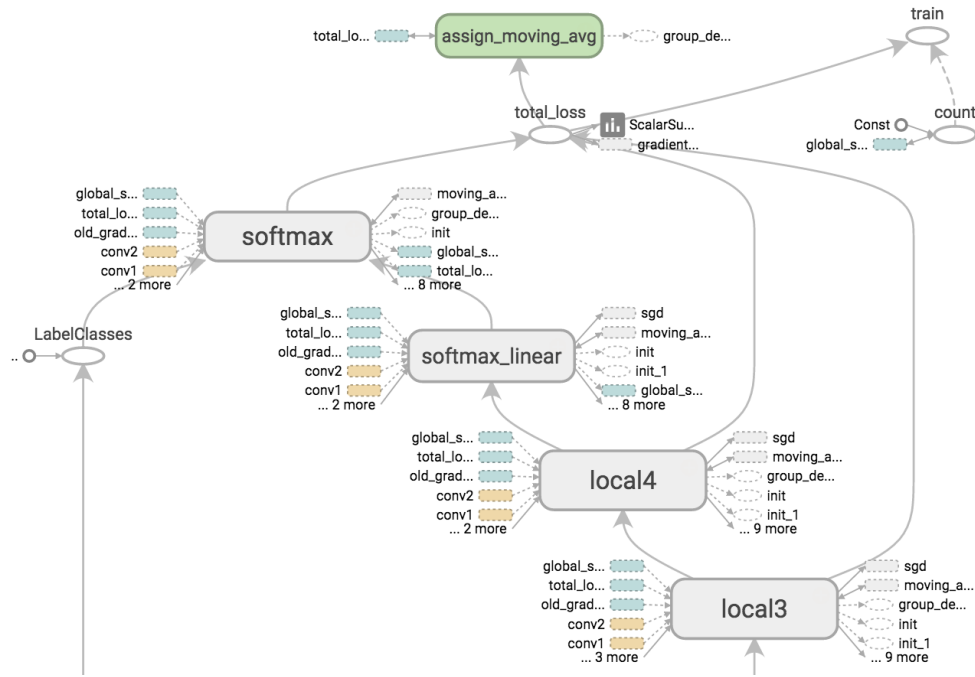 train
total_lo...
assign_moving_avg
group_de...
total_loss
ScalarSu...
gradient...
Const
count
global_s...
global_s...
total_lo...
old_grad...
conv2
conv1
... 2 more
softmax
moving_a...
group_de...
init
global_s...
total_lo...
... 8 more
LabelClasses
..
global_s...
total_lo...
old_grad...
conv2
conv1
... 2 more
softmax_linear
sgd
moving_a...
init
init_1
global_s...
... 8 more
global_s...
total_lo...
old_grad...
conv2
conv1
... 2 more
local4
sgd
moving_a...
group_de...
init
init_1
... 9 more
global_s...
total_lo...
old_grad...
conv2
conv1
... 3 more
local3
sgd
moving_a...
group_de...
init
init_1
... 9 more